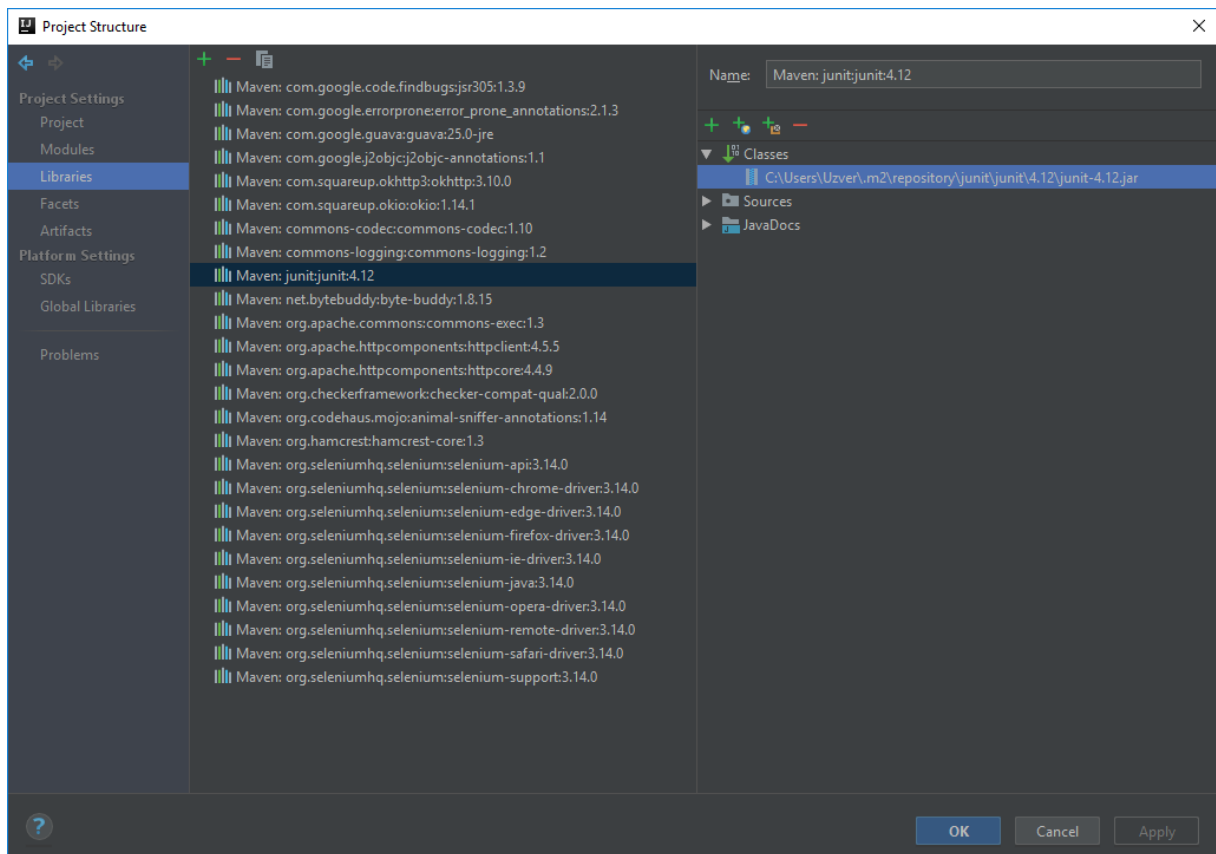 Project Structure
Project Settings
Project
Modules
Libraries
Facets
Artifacts
Platform Settings
SDKs
Global Libraries
Problems
Maven: com.google.code.findbugs:jsr305:1.3.9
Maven: com.google.errorprone:error_prone_annotations:2.1.3
Maven: com.google.guava:guava:25.0-jre
Maven: com.google.j2objc:j2objc-annotations:1.1
Maven: com.squareup.okhttp3:okhttp:3.10.0
Maven: com.squareup.okio:okio:1.14.1
Maven: commons-codec:commons-codec:1.10
Maven: commons-logging:commons-logging:1.2
Maven: junit:junit:4.12
Maven: net.bytebuddy:byte-buddy:1.8.15
Maven: org.apache.commons:commons-exec:1.3
Maven: org.apache.httpcomponents:httpclient:4.5.5
Maven: org.apache.httpcomponents:httpcore:4.4.9
Maven: org.checkerframework:checker-compat-qual:2.0.0
Maven: org.codehaus.mojo:animal-sniffer-annotations:1.14
Maven: org.hamcrest:hamcrest-core:1.3
Maven: org.seleniumhq.selenium:selenium-api:3.14.0
Maven: org.seleniumhq.selenium:selenium-chrome-driver:3.14.0
Maven: org.seleniumhq.selenium:selenium-edge-driver:3.14.0
Maven: org.seleniumhq.selenium:selenium-firefox-driver:3.14.0
Maven: org.seleniumhq.selenium:selenium-ie-driver:3.14.0
Maven: org.seleniumhq.selenium:selenium-java:3.14.0
Maven: org.seleniumhq.selenium:selenium-opera-driver:3.14.0
Maven: org.seleniumhq.selenium:selenium-remote-driver:3.14.0
Maven: org.seleniumhq.selenium:selenium-safari-driver:3.14.0
Maven: org.seleniumhq.selenium:selenium-support:3.14.0
Name: Maven: junit:junit:4.12
Classes
C:\Users\Uzver\.m2\repository\junit\junit\4.12\junit-4.12.jar
Sources
JavaDocs
?
OK
Cancel
Apply